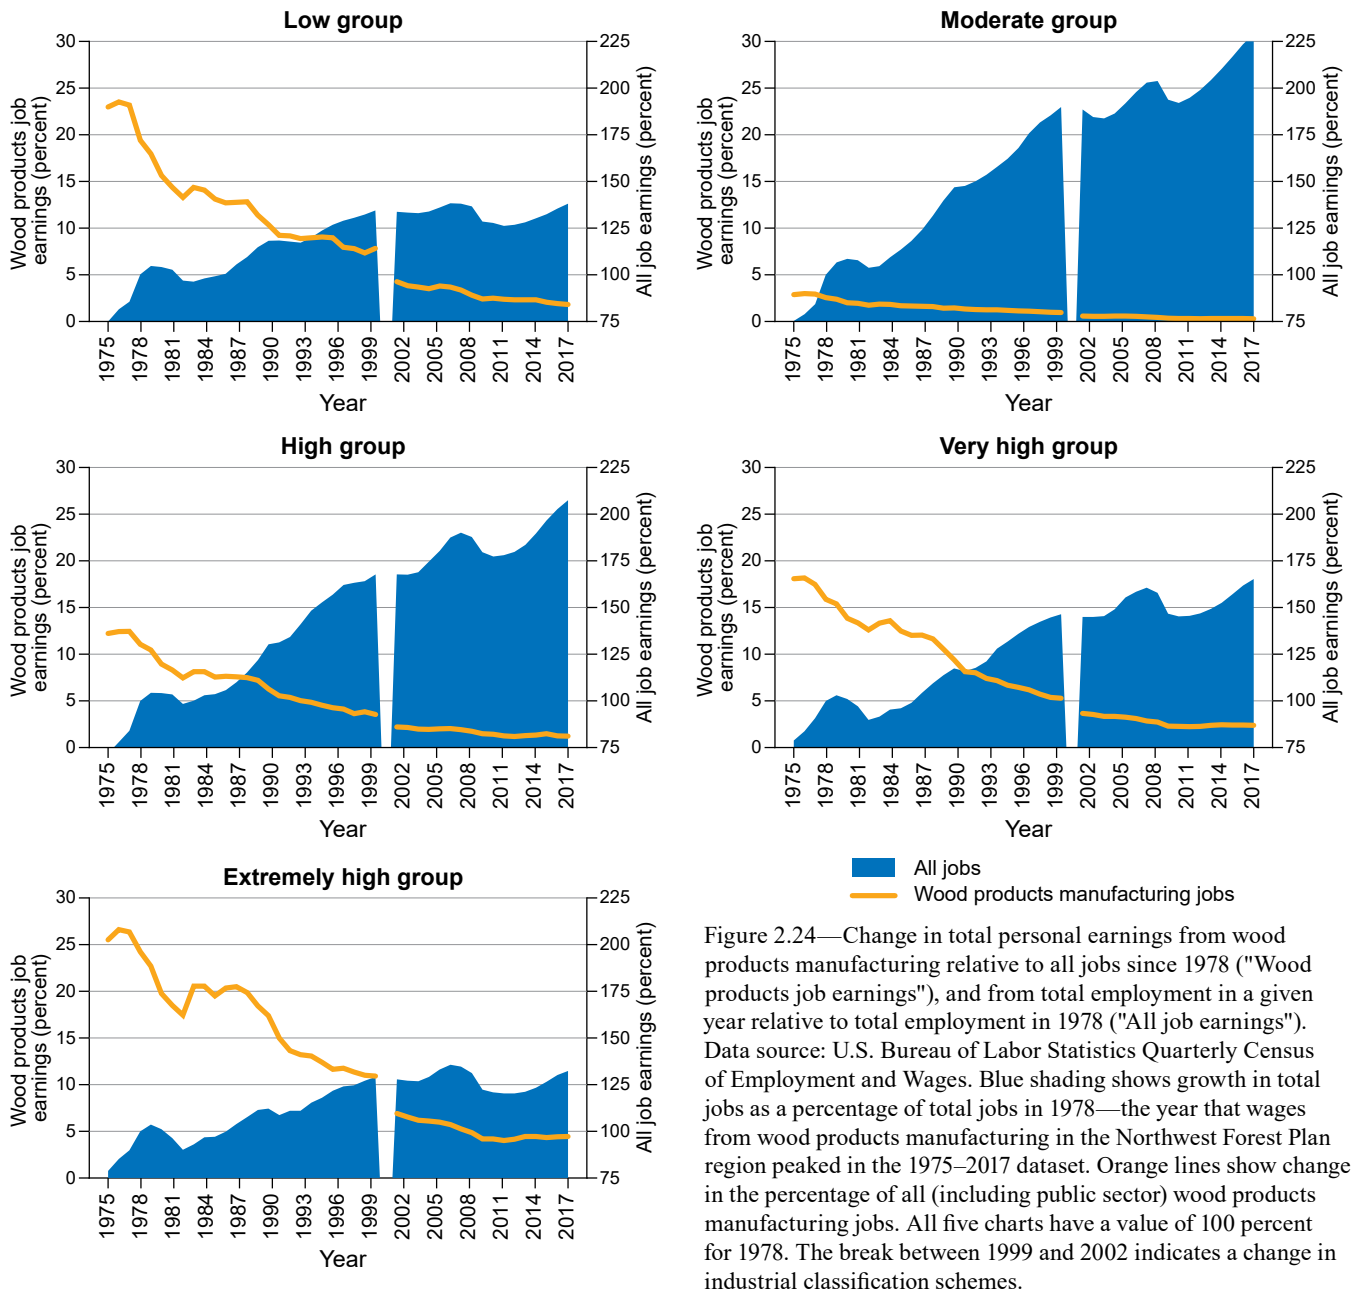 Low group
Wood products job
earnings (percent)
30
25
20
15
10
5
0
225
200
175
150
125
100
75
All job earnings (percent)
1975 1978 1981 1984 1987 1990 1993 1996 1999 2002 2005 2008 2011 2014 2017
Year
Moderate group
Wood products job
earnings (percent)
30
25
20
15
10
5
0
225
200
175
150
125
100
75
All job earnings (percent)
1975 1978 1981 1984 1987 1990 1993 1996 1999 2002 2005 2008 2011 2014 2017
Year
High group
Wood products job
earnings (percent)
30
25
20
15
10
5
0
225
200
175
150
125
100
75
All job earnings (percent)
1975 1978 1981 1984 1987 1990 1993 1996 1999 2002 2005 2008 2011 2014 2017
Year
Very high group
Wood products job
earnings (percent)
30
25
20
15
10
5
0
225
200
175
150
125
100
75
All job earnings (percent)
1975 1978 1981 1984 1987 1990 1993 1996 1999 2002 2005 2008 2011 2014 2017
Year
Extremely high group
Wood products job
earnings (percent)
30
25
20
15
10
5
0
225
200
175
150
125
100
75
All job earnings (percent)
1975 1978 1981 1984 1987 1990 1993 1996 1999 2002 2005 2008 2011 2014 2017
Year
All jobs
Wood products manufacturing jobs
Figure 2.24—Change in total personal earnings from wood
products manufacturing relative to all jobs since 1978 ("Wood
products job earnings"), and from total employment in a given
year relative to total employment in 1978 ("All job earnings").
Data source: U.S. Bureau of Labor Statistics Quarterly Census
of Employment and Wages. Blue shading shows growth in total
jobs as a percentage of total jobs in 1978—the year that wages
from wood products manufacturing in the Northwest Forest Plan
region peaked in the 1975–2017 dataset. Orange lines show change
in the percentage of all (including public sector) wood products
manufacturing jobs. All five charts have a value of 100 percent
for 1978. The break between 1999 and 2002 indicates a change in
industrial classification schemes.